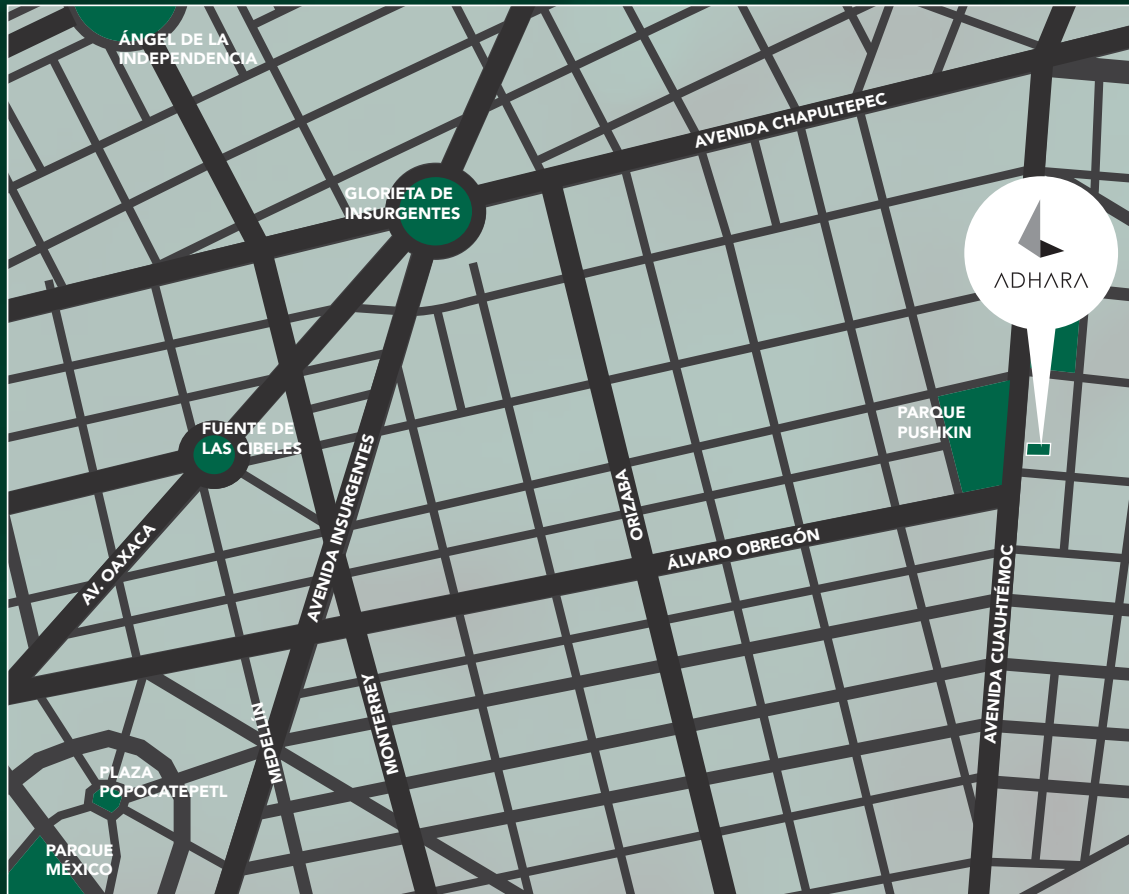 ÁNGEL DE LA
INDEPENDENCIA
AVENIDA CHAPULTEPEC
GLORIETA DE
INSURGENTES
ADHARA
FUENTE DE
LAS CIBELES
PARQUE
PUSHKIN
AV. OAXACA
AVENIDA INSURGENTES
ORIZABA
ÁLVARO OBREGÓN
AVENIDA CUAUHTÉMOC
MEDELLÍN
MONTERREY
PLAZA
POPOCATEPETL
PARQUE
MÉXICO